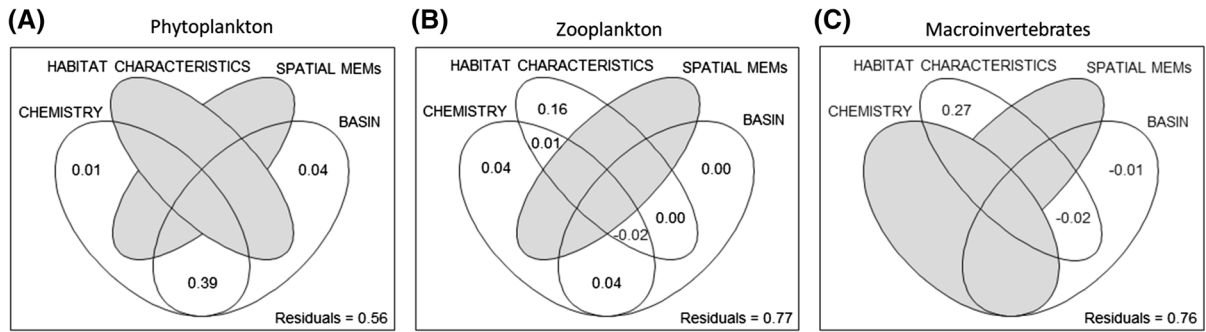 (A)
Phytoplankton
HABITAT CHARACTERISTICS
SPATIAL MEMs
CHEMISTRY
BASIN
0.01
0.04
0.39
Residuals = 0.56
(B)
Zooplankton
HABITAT CHARACTERISTICS
SPATIAL MEMs
CHEMISTRY
BASIN
0.16
0.01
0.04
0.00
0.00
-0.02
0.04
Residuals = 0.77
(C)
Macroinvertebrates
HABITAT CHARACTERISTICS
SPATIAL MEMs
CHEMISTRY
BASIN
0.27
-0.01
-0.02
Residuals = 0.76